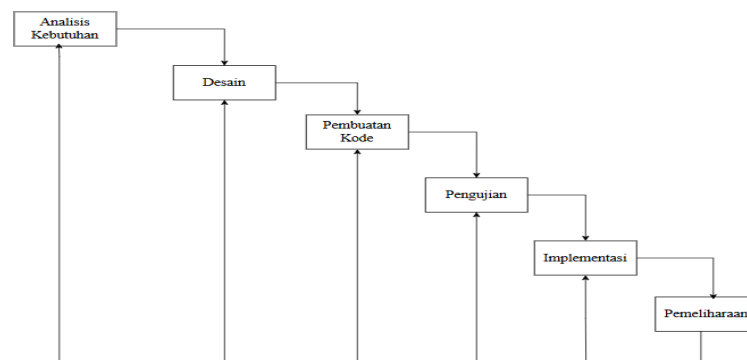 Analisis
Kebutuhan
Desain
Pembuatan
Kode
Pengujian
Implementasi
Pemeliharaan